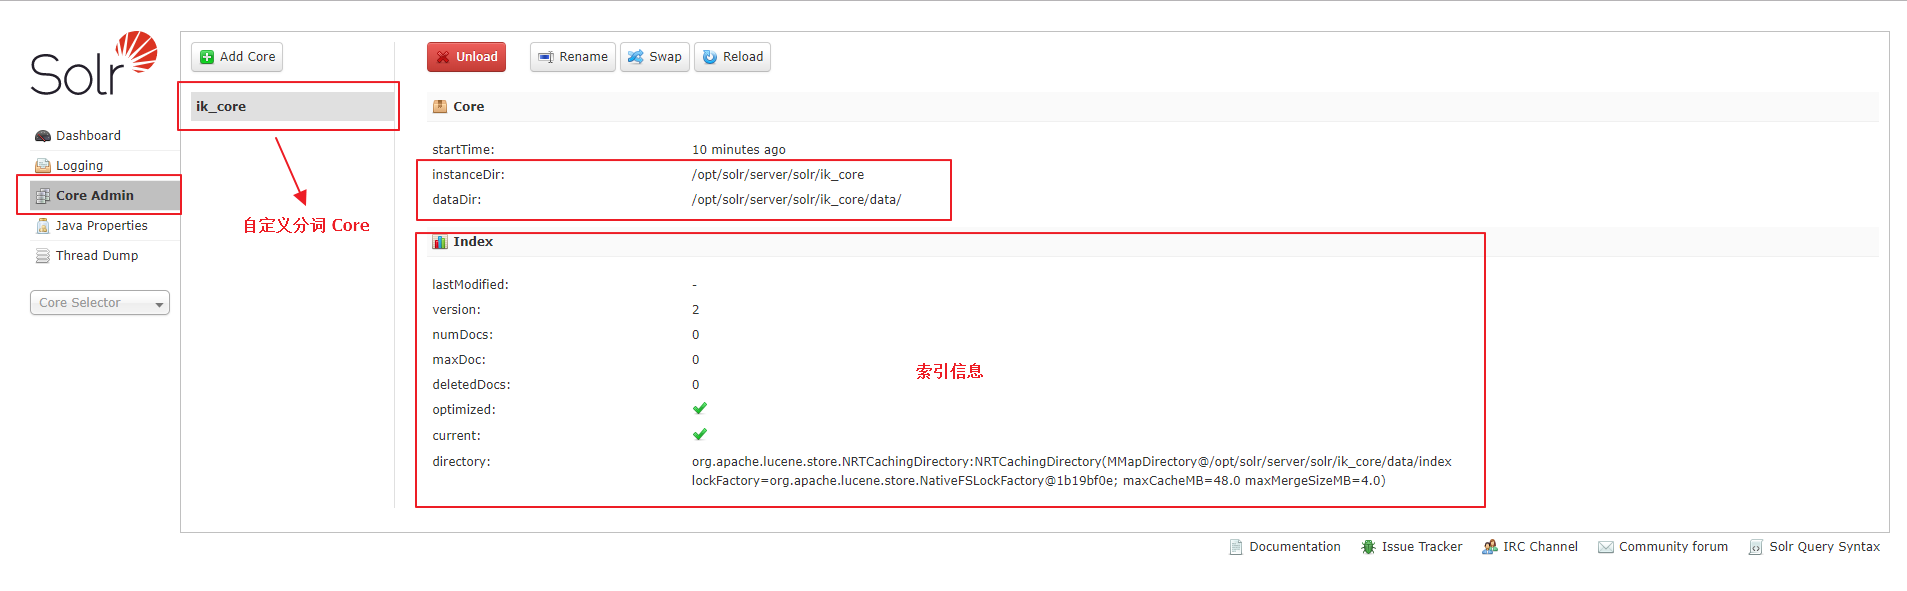 Solr
Dashboard
Logging
Core Admin
Java Properties
Thread Dump
Core Selector
Add Core
ik_core
自定义分词 Core
Unload
Rename
Swap
Reload
Core
startTime: 10 minutes ago
instanceDir: /opt/solr/server/solr/ik_core
dataDir: /opt/solr/server/solr/ik_core/data/
Index
lastModified: -
version: 2
numDocs: 0
maxDoc: 0
deletedDocs: 0
optimized:
current:
directory: org.apache.lucene.store.NRTCachingDirectory:NRTCachingDirectory(MMapDirectory@/opt/solr/server/solr/ik_core/data/index
lockFactory=org.apache.lucene.store.NativeFSLockFactory@1b19bf0e; maxCacheMB=48.0 maxMergeSizeMB=4.0)
索引信息
Documentation Issue Tracker IRC Channel Community forum Solr Query Syntax